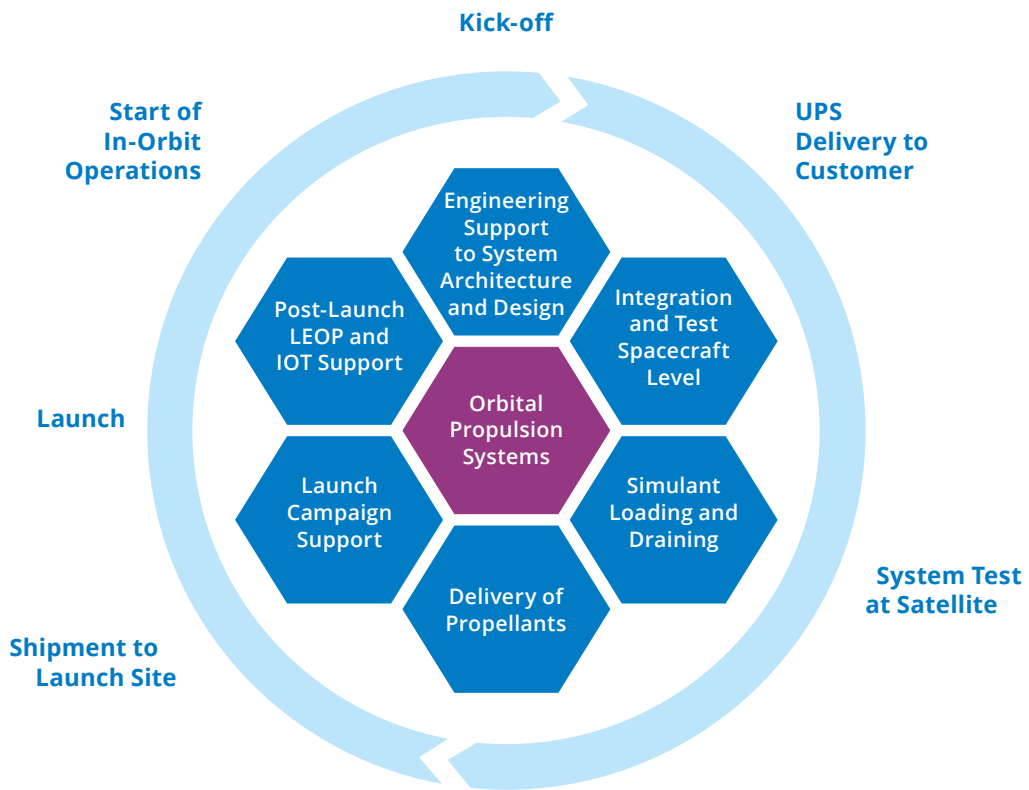 Kick-off
Start of
In-Orbit
Operations
UPS
Delivery to
Customer
Engineering
Support
to System
Architecture
and Design
Post-Launch
LEOP and
IOT Support
Integration
and Test
Spacecraft
Level
Orbital
Propulsion
Systems
Launch
Launch
Campaign
Support
Simulant
Loading and
Draining
Delivery of
Propellants
System Test
at Satellite
Shipment to
Launch Site